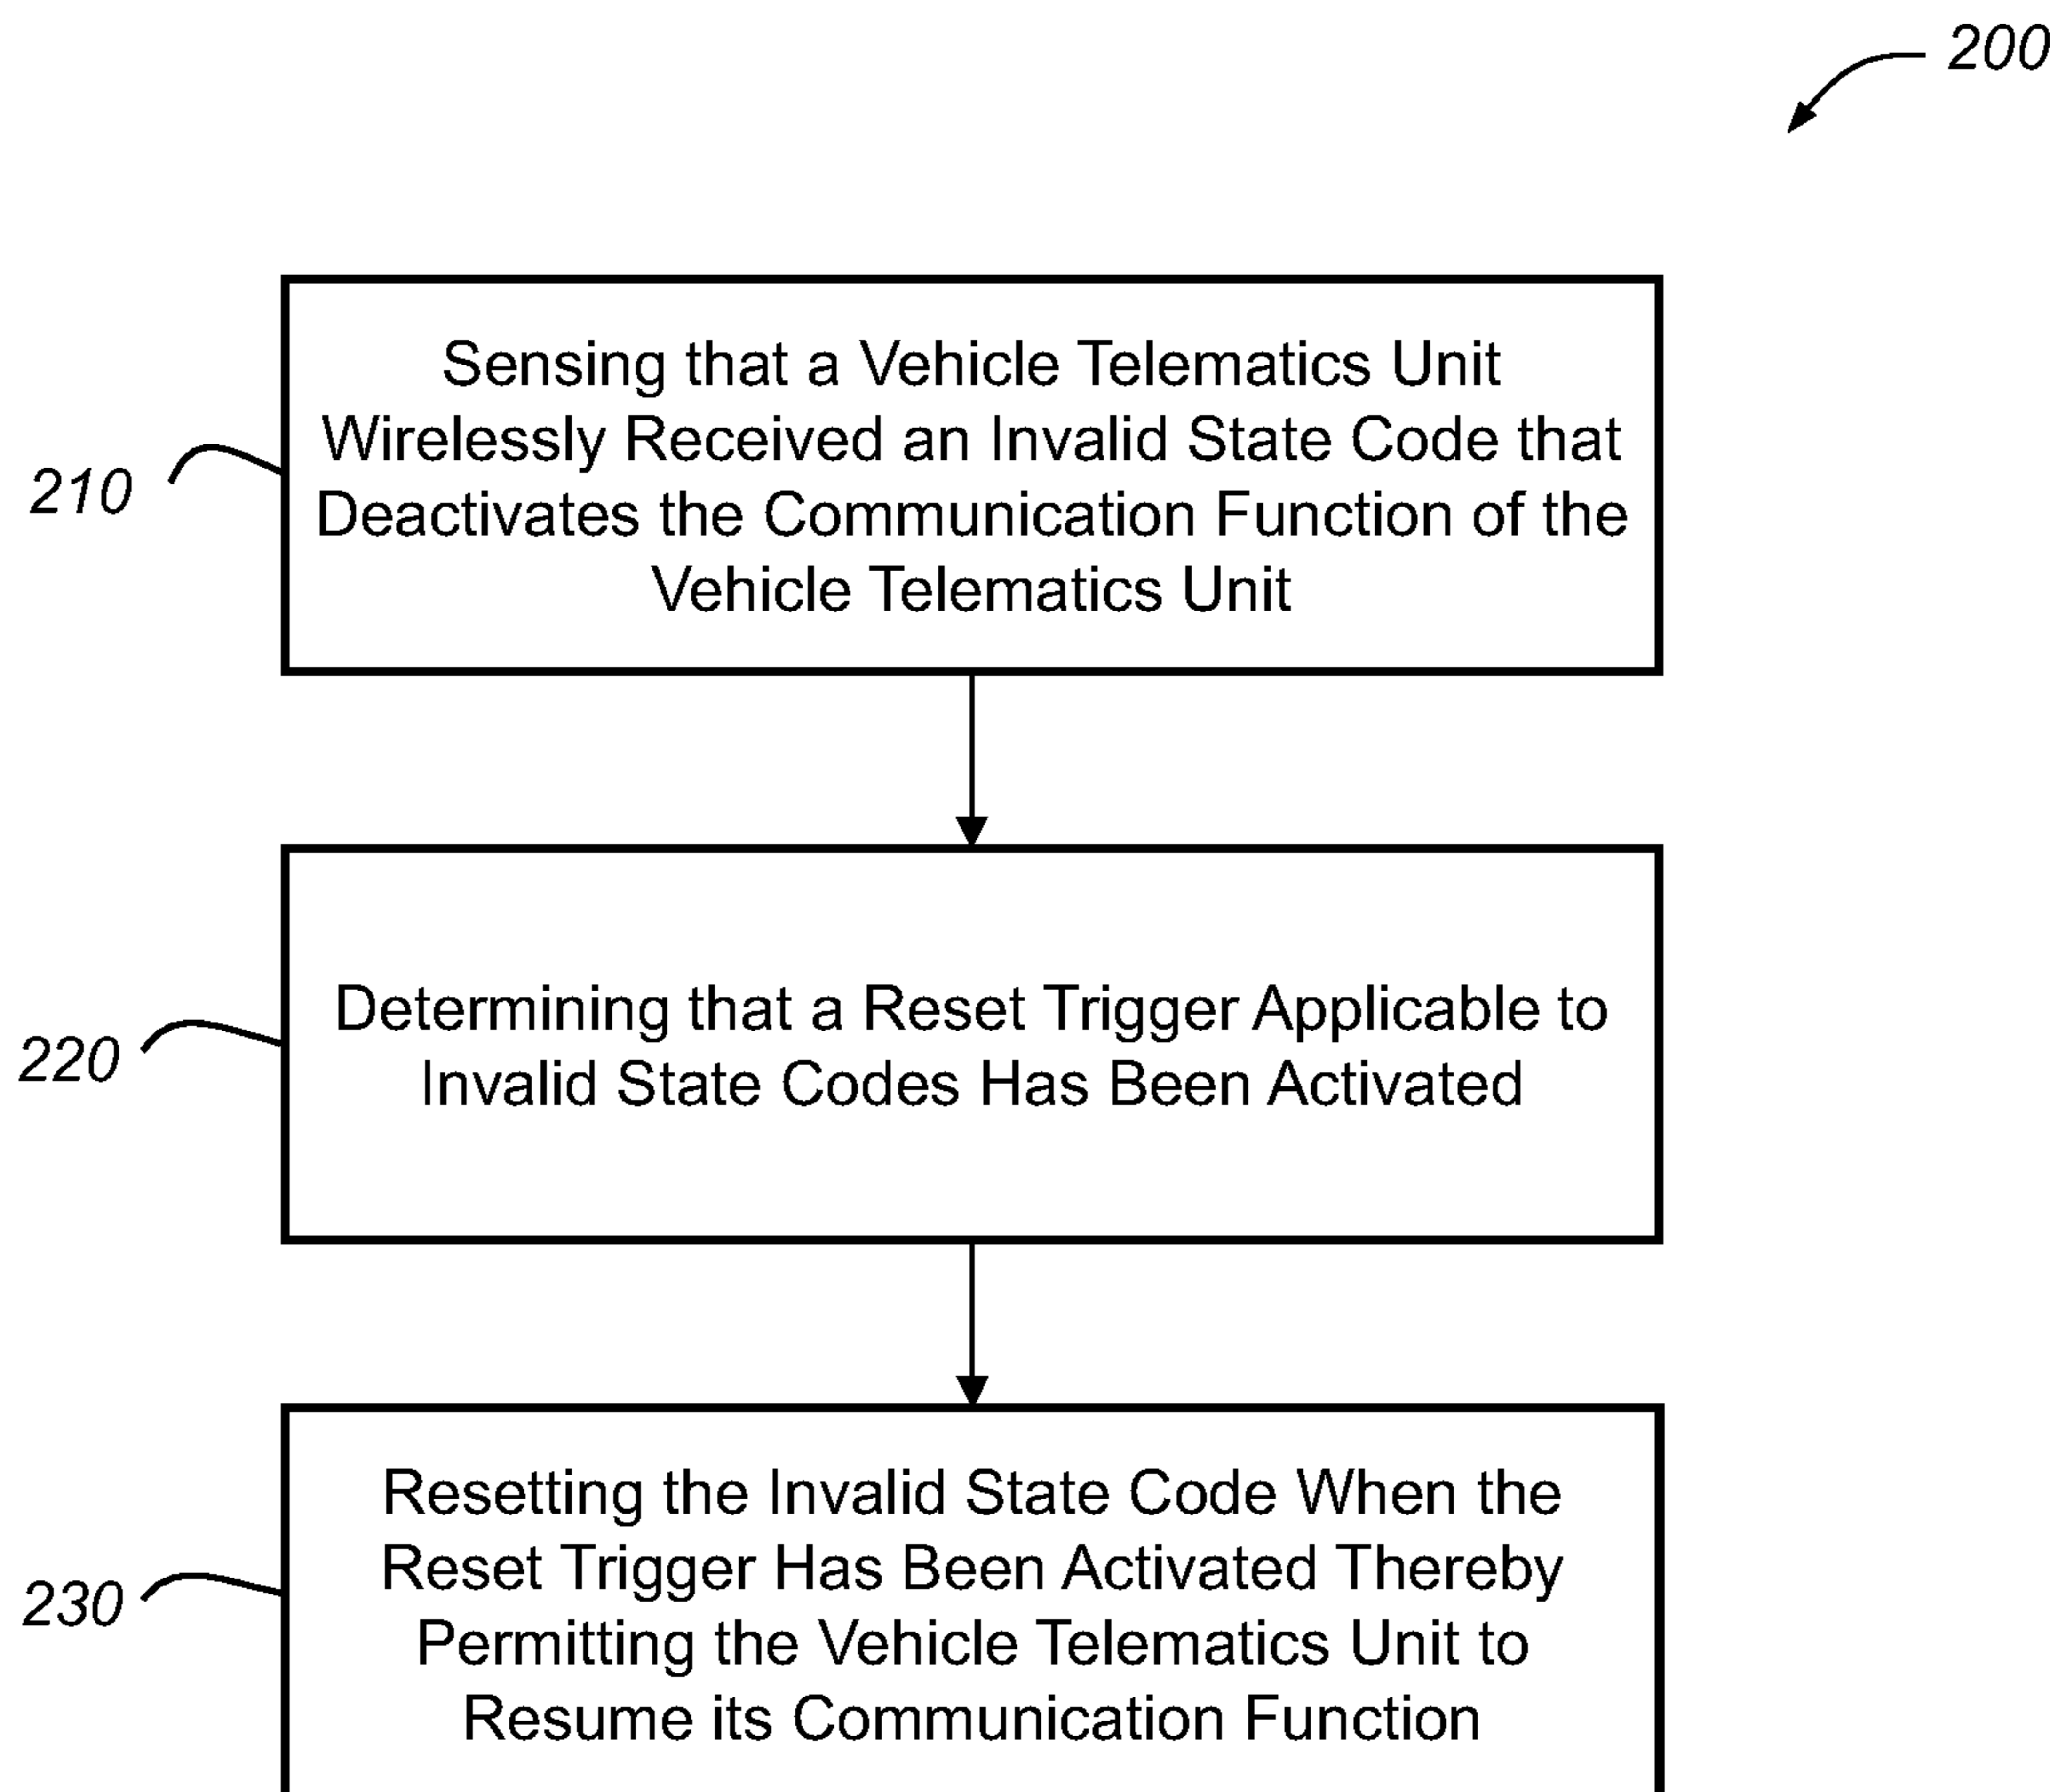 200
Sensing that a Vehicle Telematics Unit
Wirelessly Received an Invalid State Code that
Deactivates the Communication Function of the
Vehicle Telematics Unit
210
Determining that a Reset Trigger Applicable to
Invalid State Codes Has Been Activated
220
Resetting the Invalid State Code When the
Reset Trigger Has Been Activated Thereby
Permitting the Vehicle Telematics Unit to
Resume its Communication Function
230